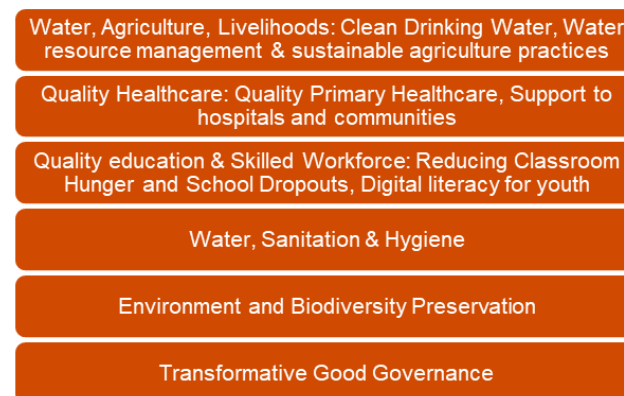 Water, Agriculture, Livelihoods: Clean Drinking Water, Water
resource management & sustainable agriculture practices
Quality Healthcare: Quality Primary Healthcare, Support to
hospitals and communities
Quality education & Skilled Workforce: Reducing Classroom
Hunger and School Dropouts, Digital literacy for youth
Water, Sanitation & Hygiene
Environment and Biodiversity Preservation
Transformative Good Governance